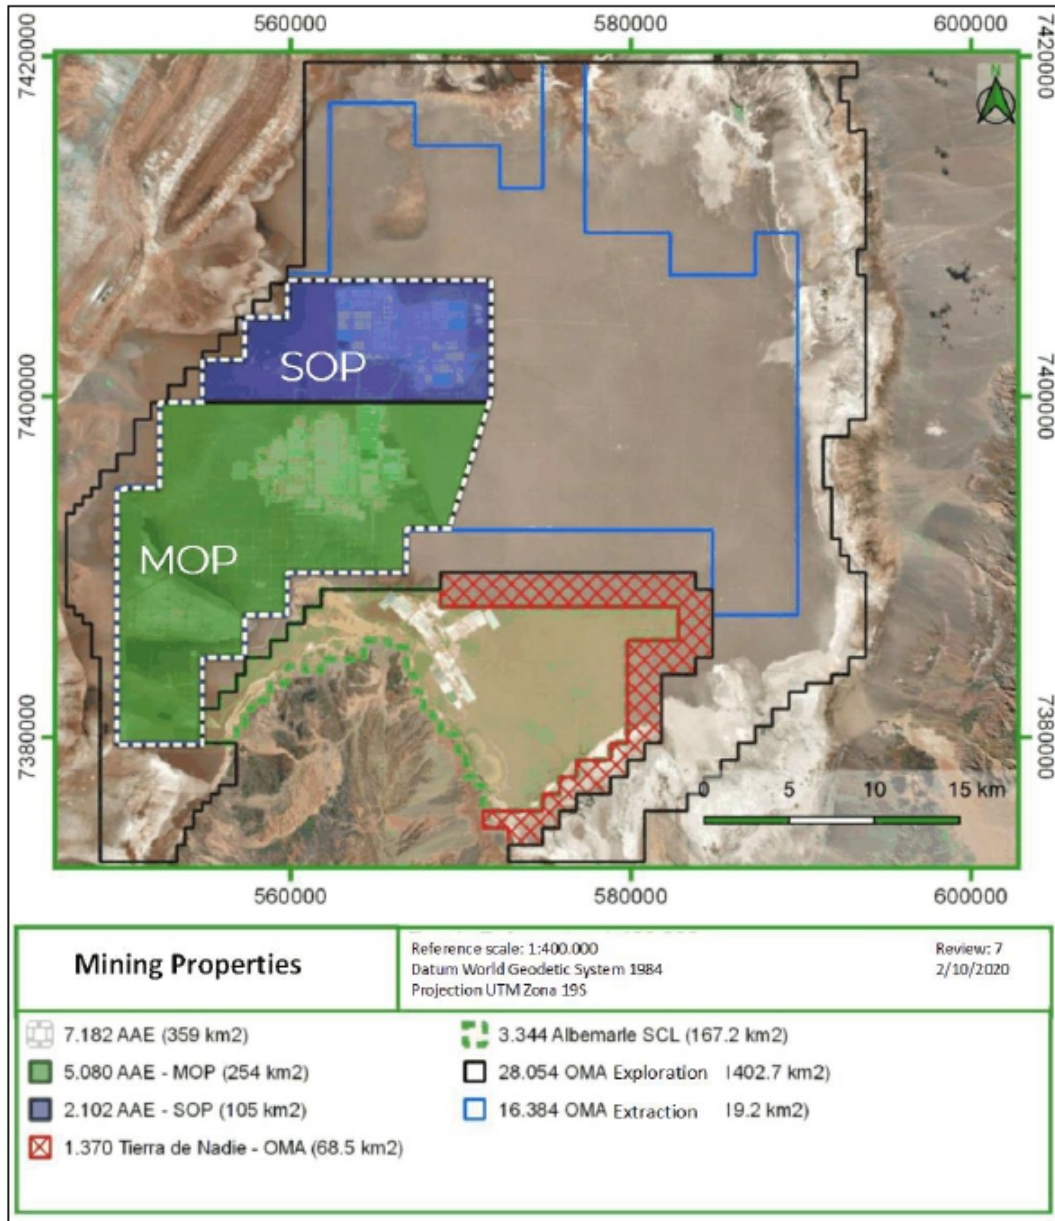 560000 580000 600000
7420000 7420000
N
SOP
7400000 7400000
MOP
7380000 7380000
0 5 10 15 km
560000 580000 600000
Mining Properties
Reference scale: 1:400.000
Datum World Geodetic System 1984
Projection UTM Zona 19S
Review: 7
2/10/2020
7.182 AAE (359 km2)
5.080 AAE - MOP (254 km2)
2.102 AAE - SOP (105 km2)
1.370 Tierra de Nadie - OMA (68.5 km2)
3.344 Albemarle SCL (167.2 km2)
28.054 OMA Exploration 1402.7 km2)
16.384 OMA Extraction 19.2 km2)